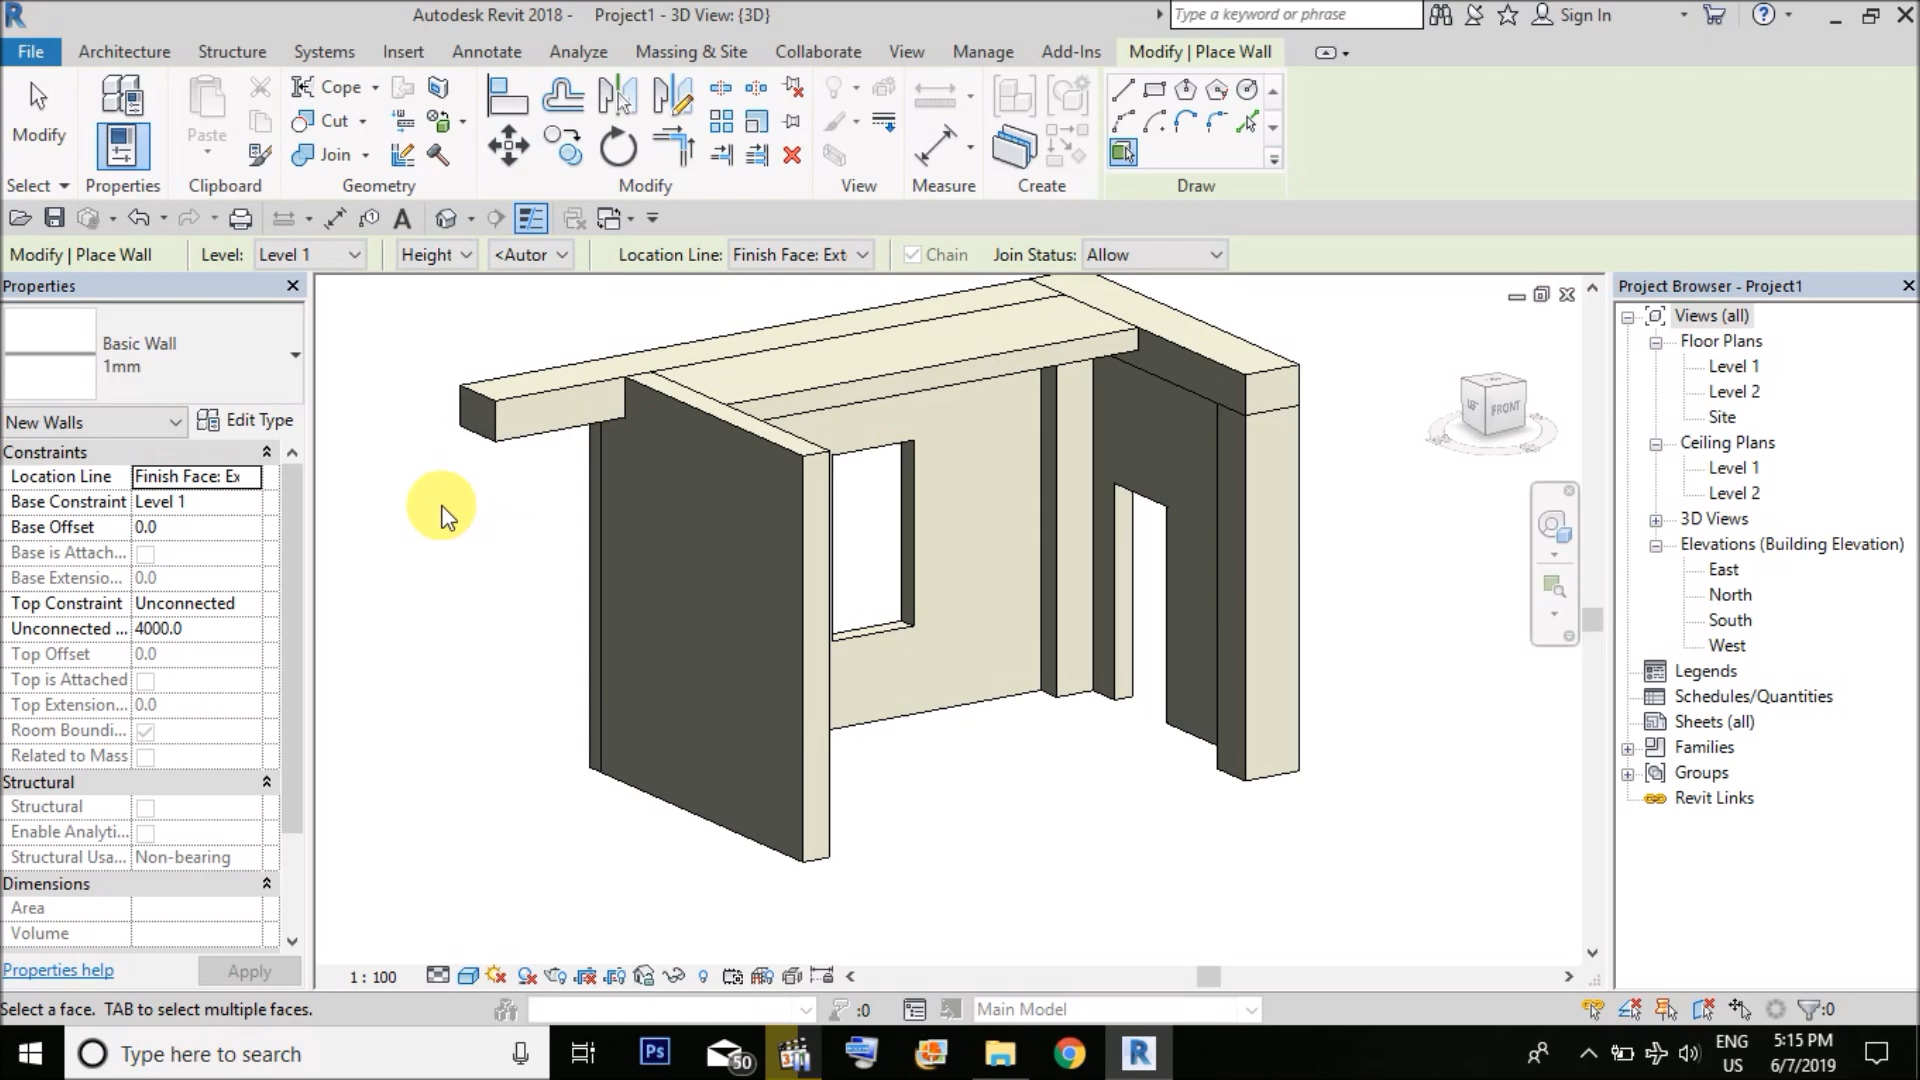 Autodesk Revit 2018 - Project1 - 3D View: {3D}
Type a keyword or phrase
Sign In
File Architecture Structure Systems Insert Annotate Analyze Massing & Site Collaborate View Manage Add-Ins Modify | Place Wall
Modify
Paste
Cope
Cut
Join
Select Properties Clipboard Geometry Modify View Measure Create Draw
Modify | Place Wall Level: Level 1 Height <Autor Location Line: Finish Face: Ext Chain Join Status: Allow
Properties
Basic Wall
1mm
New Walls Edit Type
Constraints
Location Line Finish Face: Ex
Base Constraint Level 1
Base Offset 0.0
Base is Attach...
Base Extensio... 0.0
Top Constraint Unconnected
Unconnected ... 4000.0
Top Offset 0.0
Top is Attached
Top Extension... 0.0
Room Boundi...
Related to Mass
Structural
Structural
Enable Analyti...
Structural Usa... Non-bearing
Dimensions
Area
Volume
Properties help Apply
FRONT
1 : 100
Project Browser - Project1
Views (all)
Floor Plans
Level 1
Level 2
Site
Ceiling Plans
Level 1
Level 2
3D Views
Elevations (Building Elevation)
East
North
South
West
Legends
Schedules/Quantities
Sheets (all)
Families
Groups
Revit Links
Select a face. TAB to select multiple faces.
:0
Main Model
:0
Type here to search
Ps
50
ENG
US
5:15 PM
6/7/2019